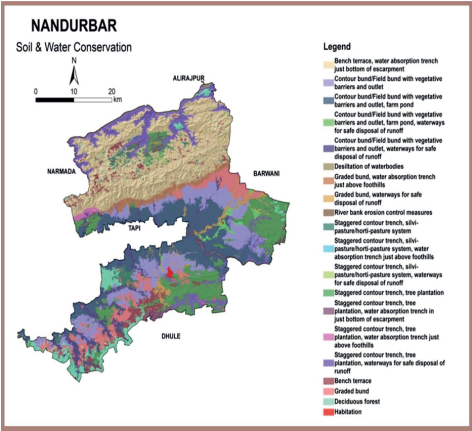 NANDURBAR
Soil & Water Conservation
N
0 10 20
km
ALIRAJPUR
NARMADA
BARWANI
TAPI
DHULE
Legend
Bench terrace, water absorption trench
just bottom of escarpment
Contour bund/Field bund with vegetative
barriers and outlet
Contour bund/Field bund with vegetative
barriers and outlet, farm pond
Contour bund/Field bund with vegetative
barriers and outlet, farm pond, waterways
for safe disposal of runoff
Contour bund/Field bund with vegetative
barriers and outlet, waterways for safe
disposal of runoff
Desiltation of waterbodies
Graded bund, water absorption trench
just above foothills
Graded bund, waterways for safe
disposal of runoff
River bank erosion control measures
Staggered contour trench, silvi-
pasture/horti-pasture system
Staggered contour trench, silvi-
pasture/horti-pasture system, water
absorption trench just above foothills
Staggered contour trench, silvi-
pasture/horti-pasture system, waterways
for safe disposal of runoff
Staggered contour trench, tree plantation
Staggered contour trench, tree
plantation, water absorption trench in
just bottom of escarpment
Staggered contour trench, tree
plantation, water absorption trench just
above foothills
Staggered contour trench, tree
plantation, waterways for safe disposal of
runoff
Bench terrace
Graded bund
Deciduous forest
Habitation